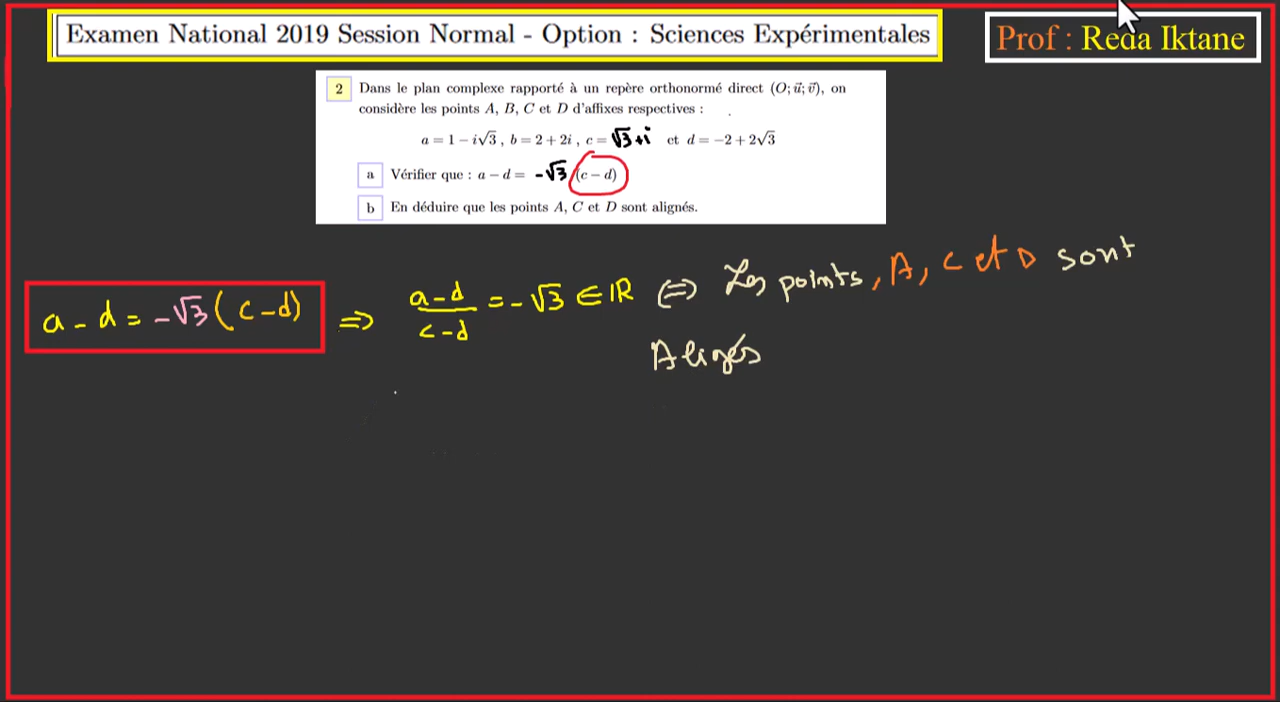 Examen National 2019 Session Normal - Option : Sciences Expérimentales
Prof : Reda Iktane
2 Dans le plan complexe rapporté à un repère orthonormé direct (O; u⃗; v⃗), on
considère les points A, B, C et D d'affixes respectives :
a = 1 − i√3 , b = 2 + 2i , c = √3+i et d = −2 + 2√3
a Vérifier que : a − d = -√3 (c − d)
b En déduire que les points A, C et D sont alignés.
a - d = -√3 (c-d) ⇒ a-d / c-d = -√3 ∈ IR ⇔ Les points, A, C et D sont
Alignés